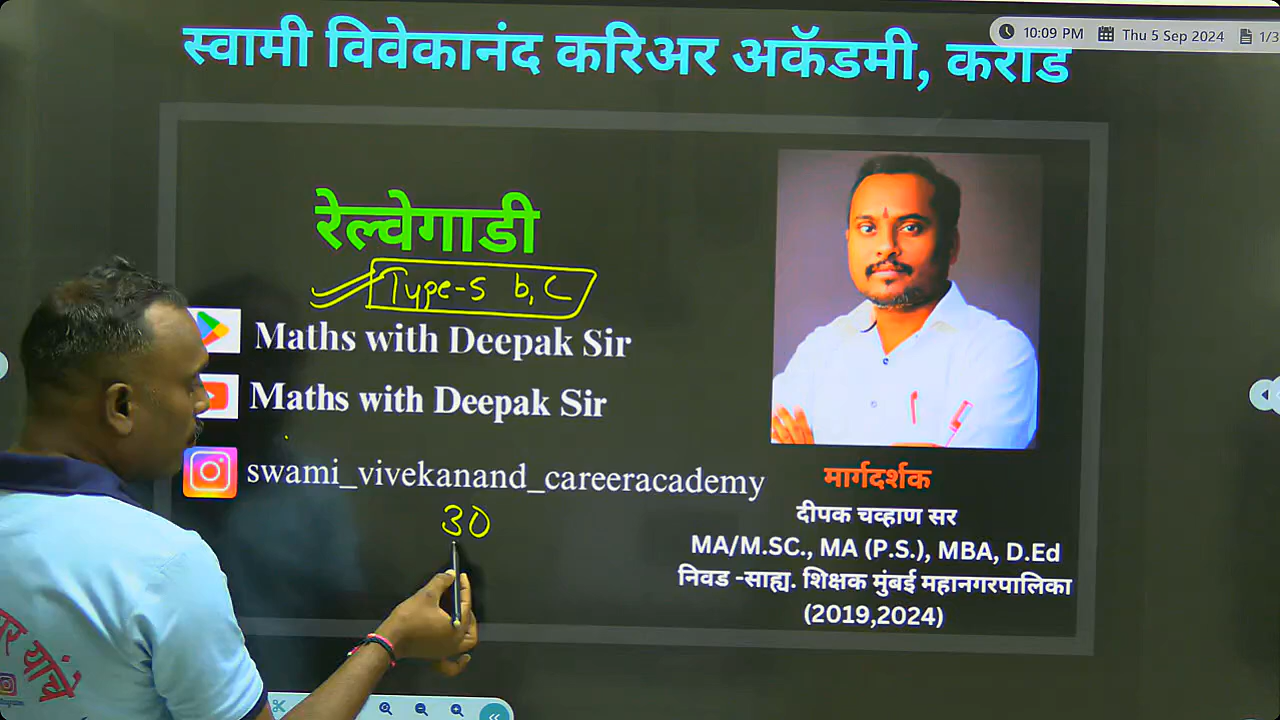 स्वामी विवेकानंद करिअर अकॅडमी, कराड
10:09 PM Thu 5 Sep 2024 1/3
रेल्वेगाडी
Type-5 b, C
Maths with Deepak Sir
Maths with Deepak Sir
swami_vivekanand_careeracademy
30
मार्गदर्शक
दीपक चव्हाण सर
MA/M.SC., MA (P.S.), MBA, D.Ed
निवड -साह्य. शिक्षक मुंबई महानगरपालिका
(2019,2024)
यांचे